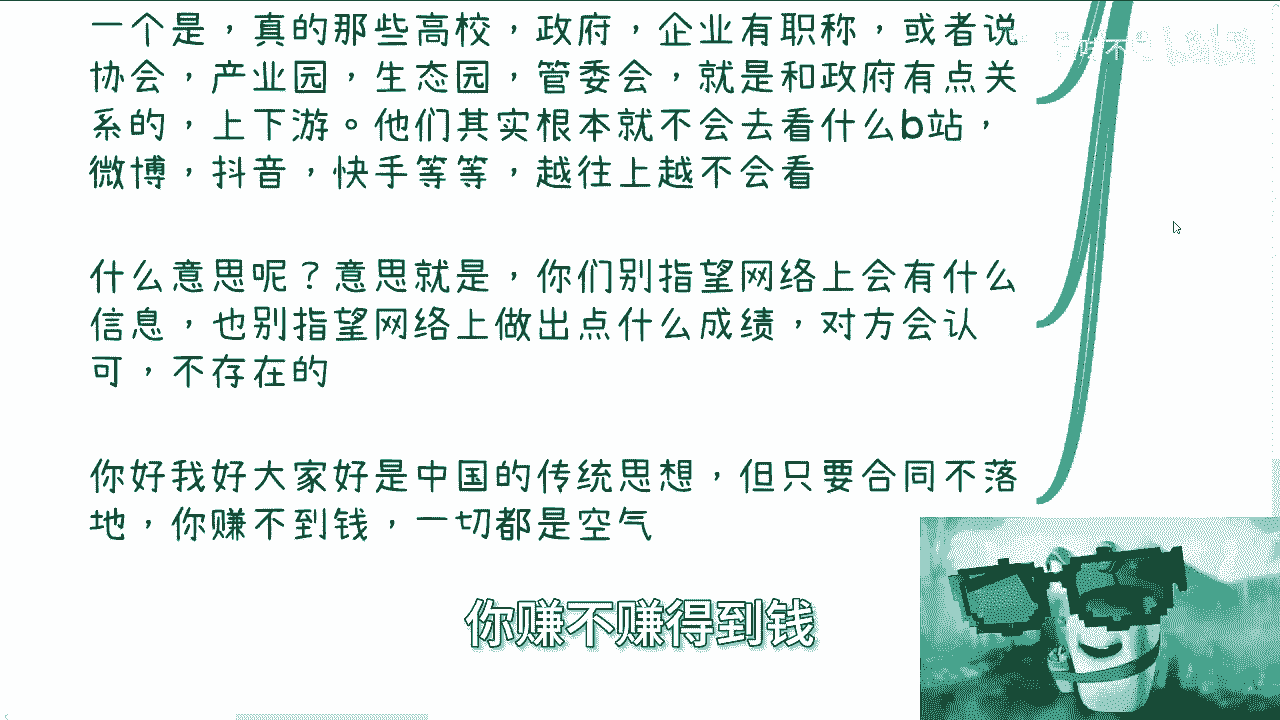 一个是，真的那些高校，政府，企业有职称，或者说
协会，产业园，生态园，管委会，就是和政府有点关
系的，上下游。他们其实根本就不会去看什么b站，
微博，抖音，快手等等，越往上越不会看
什么意思呢？意思就是，你们别指望网络上会有什么
信息，也别指望网络上做出点什么成绩，对方会认
可，不存在的
你好我好大家好是中国的传统思想，但只要合同不落
地，你赚不到钱，一切都是空气
你赚不赚得到钱